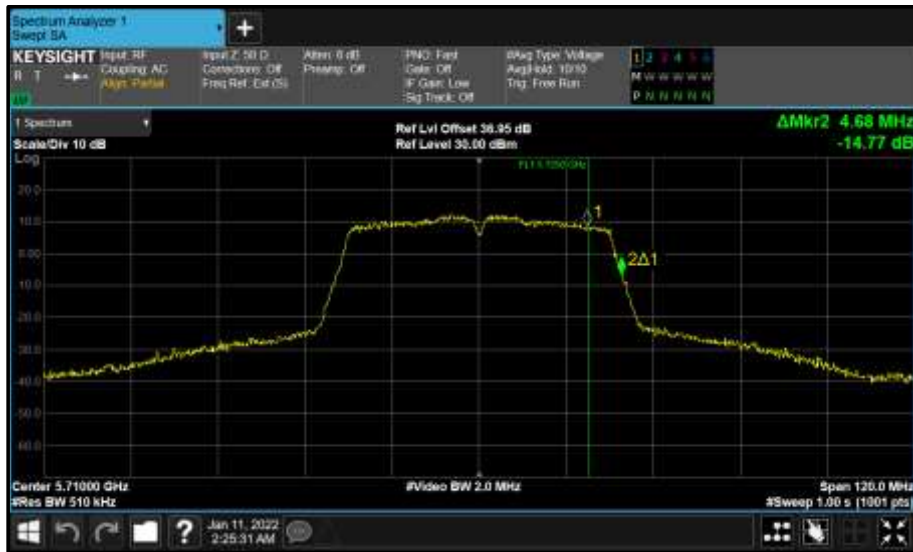 Spectrum Analyzer 1
Swept SA
+
KEYSIGHT
R T
Input: RF
Coupling: AC
Align: Partial
Input Z: 50 Ω
Corrections: Off
Freq Ref: Ext (S)
Atten: 6 dB
Preamp: Off
PNO: Fast
Gate: Off
IF Gain: Low
Sig Track: Off
#Avg Type: Voltage
Avg|Hold: 10/10
Trig: Free Run
1 2 3 4 5 6
M W W W W W
P N N N N N
1 Spectrum
Scale/Div 10 dB
Ref Lvl Offset 36.95 dB
Ref Level 30.00 dBm
ΔMkr2 4.68 MHz
-14.77 dB
Log
20.0
10.0
0.00
-10.0
-20.0
-30.0
-40.0
-50.0
-60.0
1
2Δ1
Center 5.71000 GHz
#Res BW 510 kHz
#Video BW 2.0 MHz
Span 120.0 MHz
#Sweep 1.00 s (1001 pts)
?
Jan 11, 2022
2:25:31 AM